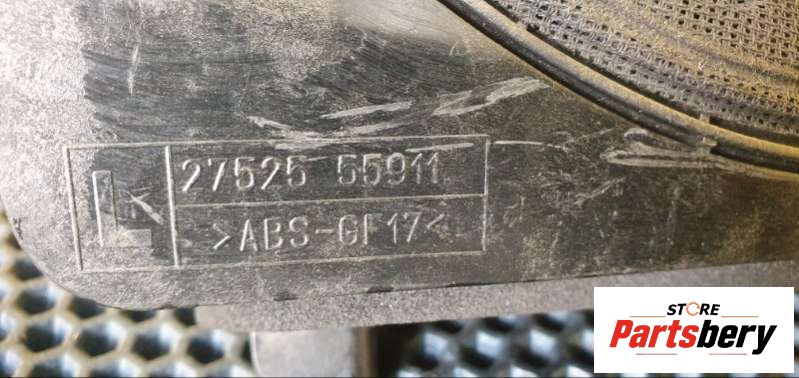 27525 55911
L
>ABS-GF17<
STORE
Partsbery